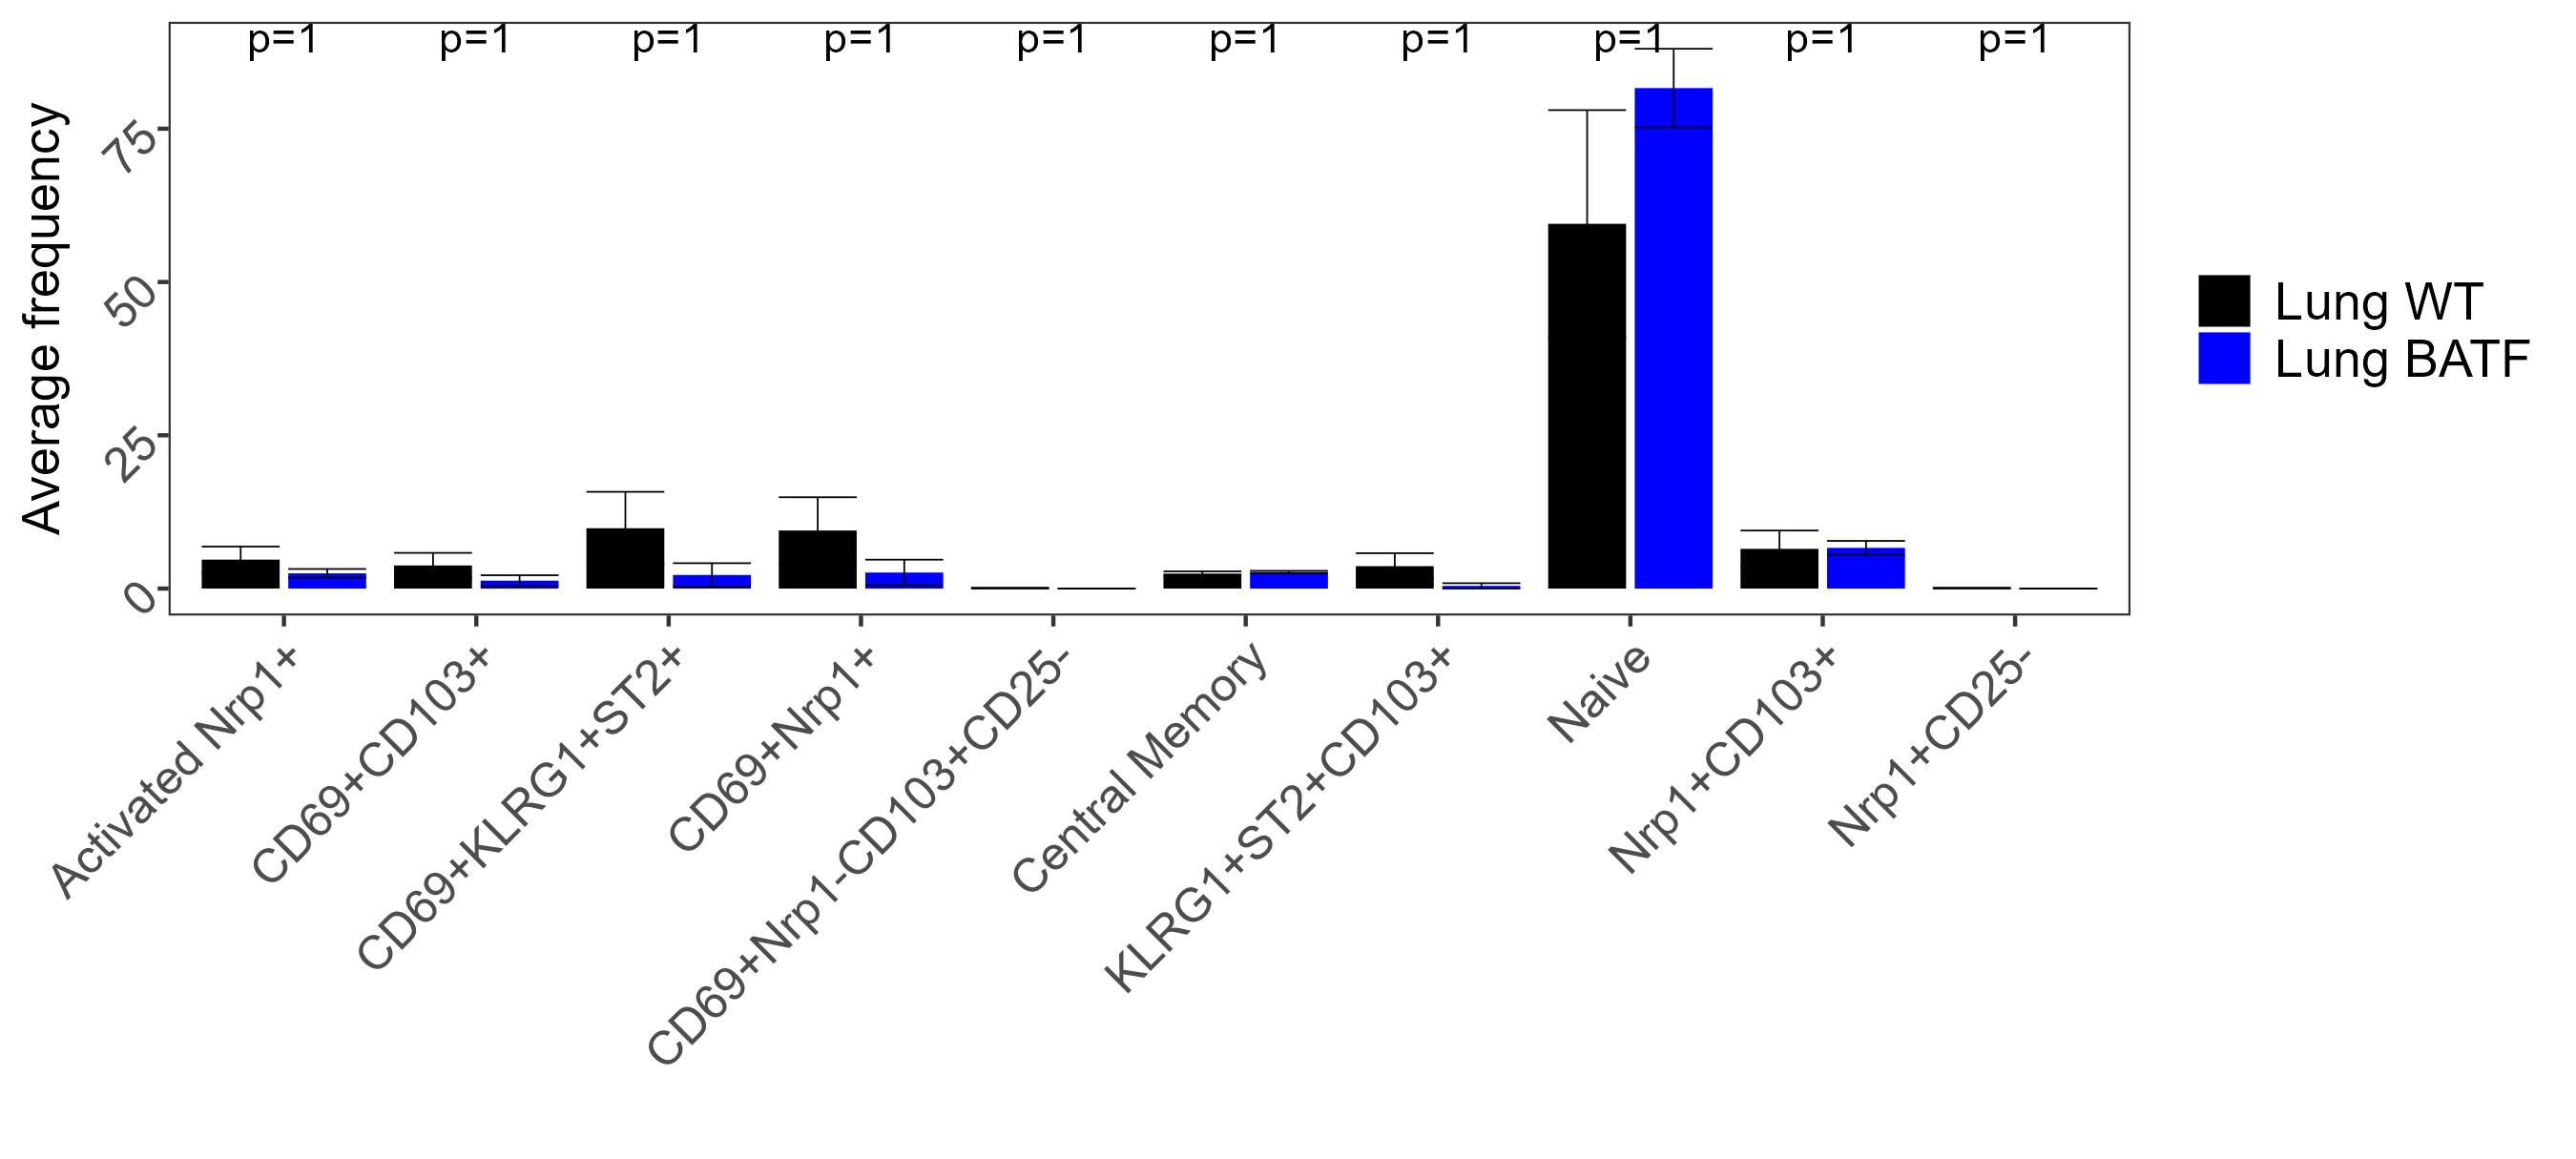 p=1 p=1 p=1 p=1 p=1 p=1 p=1 p=1 p=1 p=1
Average frequency
75
50
25
0
Lung WT
Lung BATF
Activated Nrp1+
CD69+CD103+
CD69+KLRG1+ST2+
CD69+Nrp1+
CD69+Nrp1-CD103+CD25-
Central Memory
KLRG1+ST2+CD103+
Naive
Nrp1+CD103+
Nrp1+CD25-